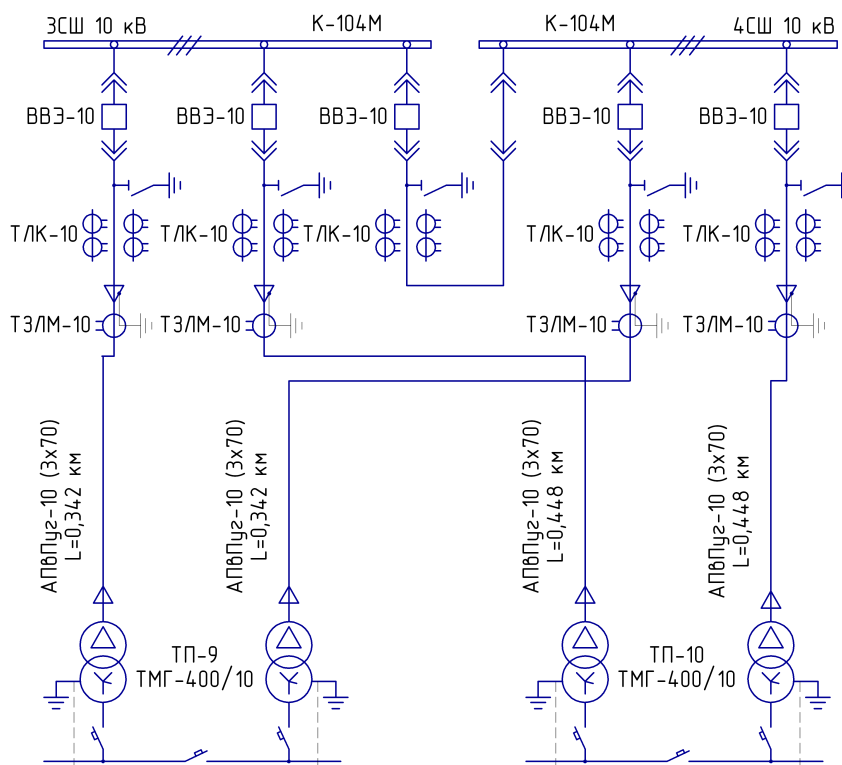 3СШ 10 кВ
К-104М
К-104М
4СШ 10 кВ
ВВЭ-10
ВВЭ-10
ВВЭ-10
ВВЭ-10
ВВЭ-10
ТЛК-10
ТЛК-10
ТЛК-10
ТЛК-10
ТЛК-10
ТЗЛМ-10
ТЗЛМ-10
ТЗЛМ-10
ТЗЛМ-10
АПвПуг-10 (3х70)
L=0,342 км
АПвПуг-10 (3х70)
L=0,342 км
АПвПуг-10 (3х70)
L=0,448 км
АПвПуг-10 (3х70)
L=0,448 км
ТП-9
ТМГ-400/10
ТП-10
ТМГ-400/10